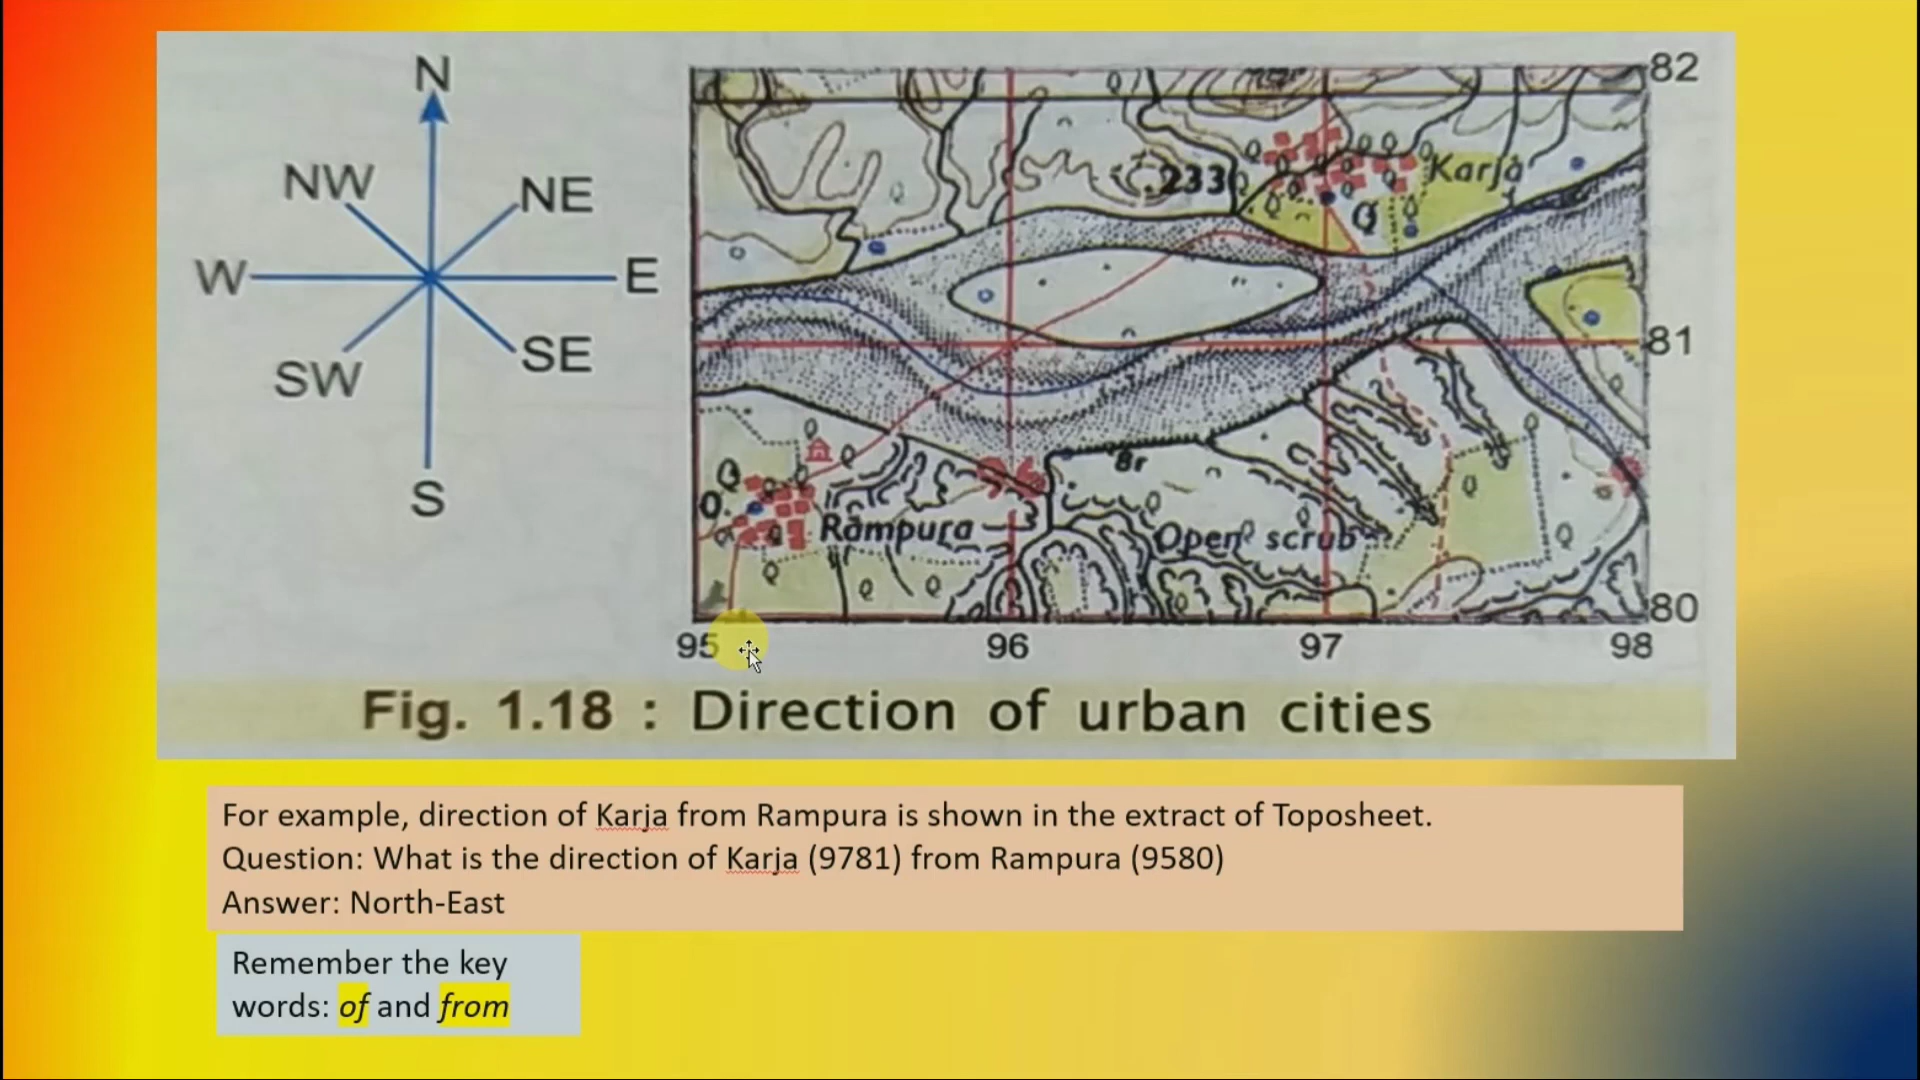 N
NW
NE
W
E
SW
SE
S
82
233
Karja
81
96
Br
Rampura
Open scrub
80
95
96
97
98
Fig. 1.18 : Direction of urban cities
For example, direction of Karja from Rampura is shown in the extract of Toposheet.
Question: What is the direction of Karja (9781) from Rampura (9580)
Answer: North-East
Remember the key
words: of and from